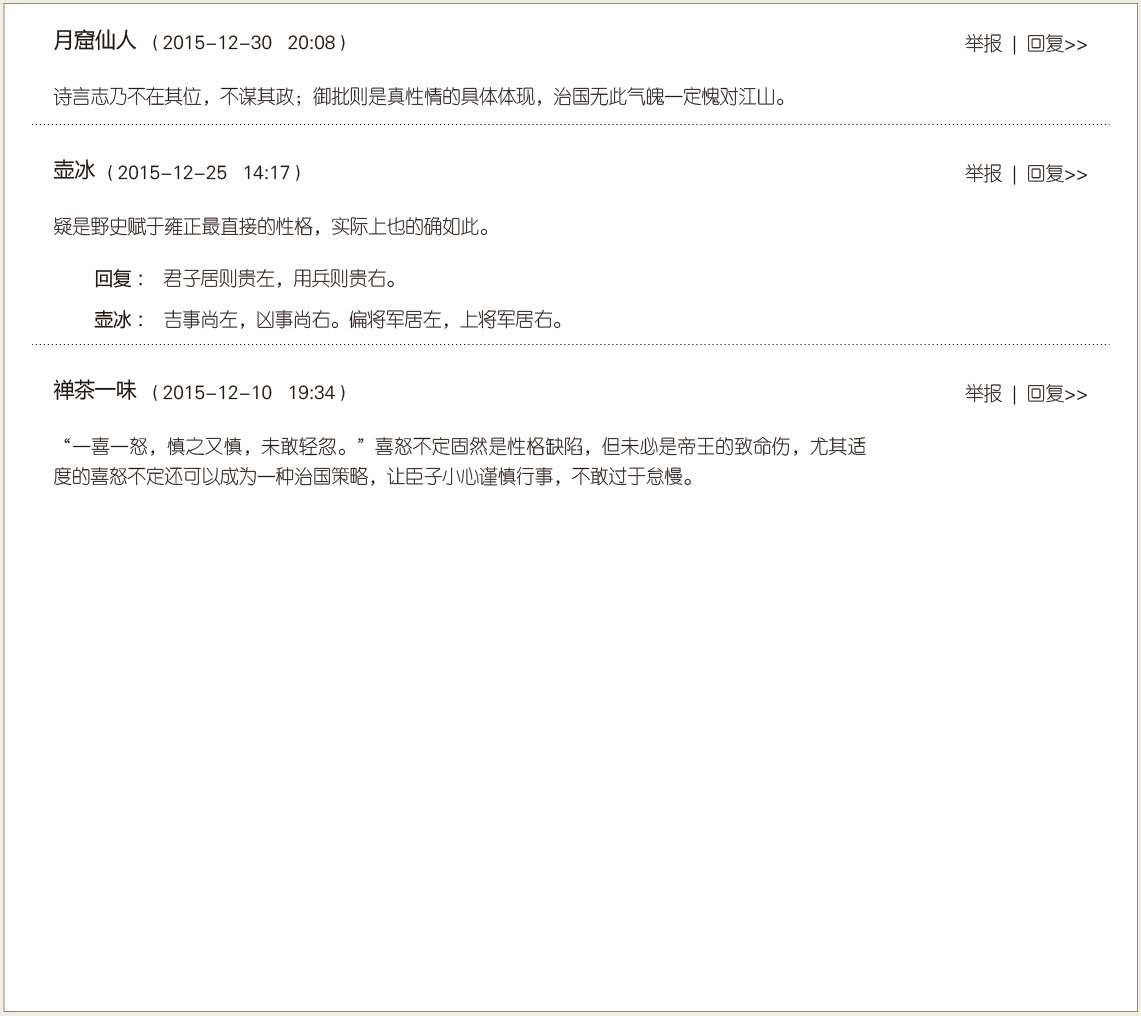 月窟仙人 （2015-12-30 20:08） 举报 | 回复>>
诗言志乃不在其位，不谋其政；御批则是真性情的具体体现，治国无此气魄一定愧对江山。
壶冰（2015-12-25 14:17） 举报 | 回复>>
疑是野史赋于雍正最直接的性格，实际上也的确如此。
回复： 君子居则贵左，用兵则贵右。
壶冰： 吉事尚左，凶事尚右。偏将军居左，上将军居右。
禅茶一味 （2015-12-10 19:34） 举报 | 回复>>
“一喜一怒，慎之又慎，未敢轻忽。”喜怒不定固然是性格缺陷，但未必是帝王的致命伤，尤其适
度的喜怒不定还可以成为一种治国策略，让臣子小心谨慎行事，不敢过于怠慢。